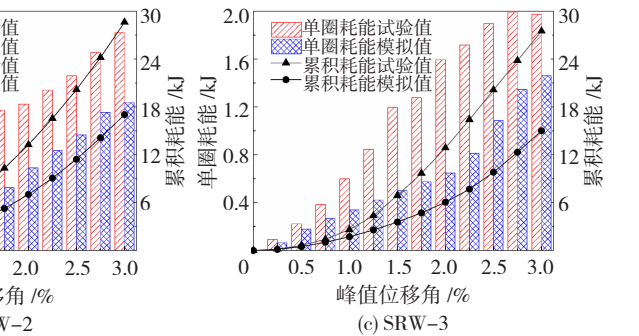 值
值
值
值
30
24
18
12
6
累积耗能 /kJ
2.0
2.5
3.0
角 /%
W-2
2.0
1.6
1.2
0.8
0.4
单圈耗能 /kJ
单圈耗能试验值
单圈耗能模拟值
累积耗能试验值
累积耗能模拟值
30
24
18
12
6
累积耗能 /kJ
0
0.5
1.0
1.5
2.0
2.5
3.0
峰值位移角 /%
(c) SRW-3